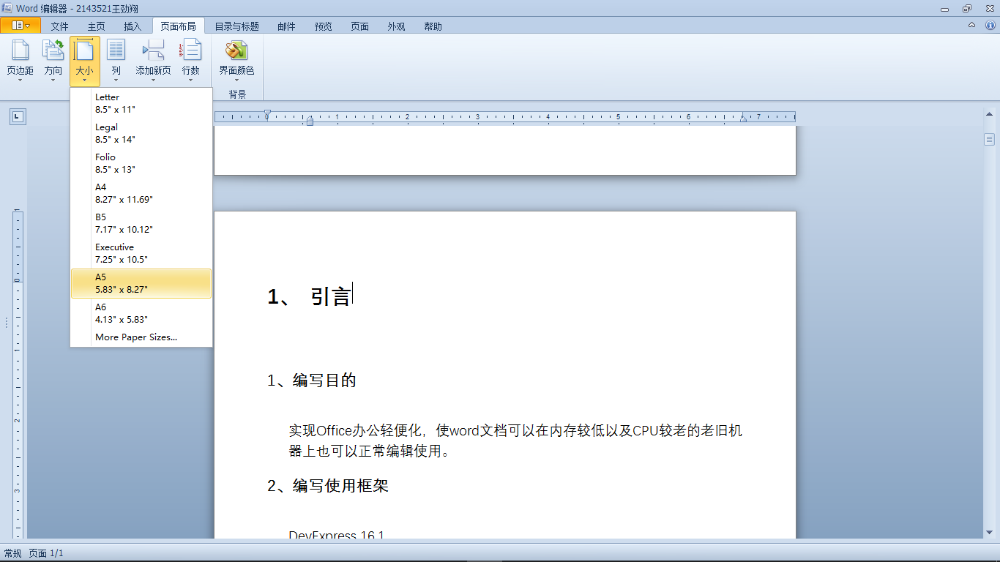 Word 编辑器 - 2143521王劲翔
文件 主页 插入 页面布局 目录与标题 邮件 预览 页面 外观 帮助
页边距 方向 大小 列 添加新页 行数 界面颜色
背景
Letter
8.5" x 11"
Legal
8.5" x 14"
Folio
8.5" x 13"
A4
8.27" x 11.69"
B5
7.17" x 10.12"
Executive
7.25" x 10.5"
A5
5.83" x 8.27"
A6
4.13" x 5.83"
More Paper Sizes...
0 1 2 3 4 5 6 7
1 0 1 2 3
1、 引言
1、编写目的
实现Office办公轻便化，使word文档可以在内存较低以及CPU较老的老旧机
器上也可以正常编辑使用。
2、编写使用框架
DevExpress 16.1
常规 页面 1/1